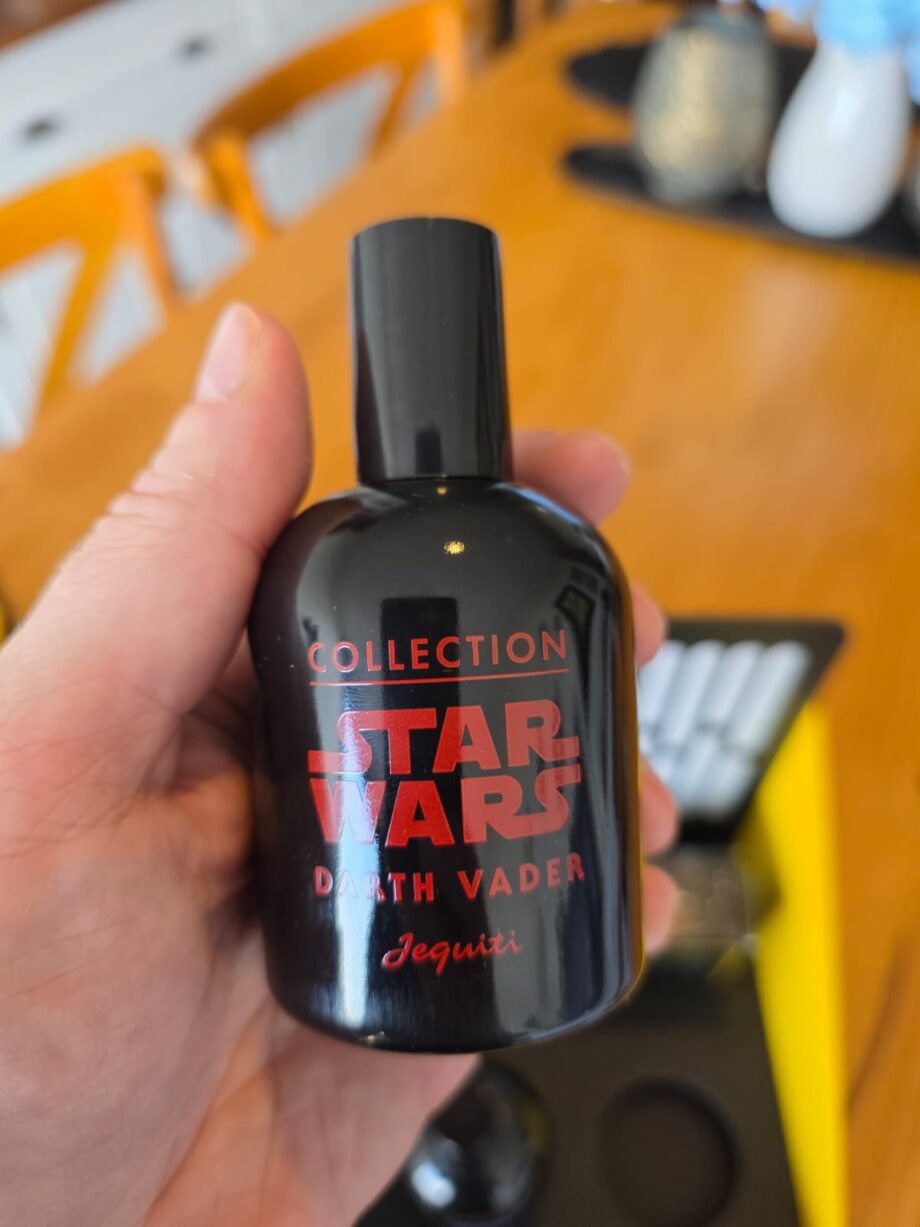 COLLECTION
STAR
WARS
DARTH VADER
Jequiti